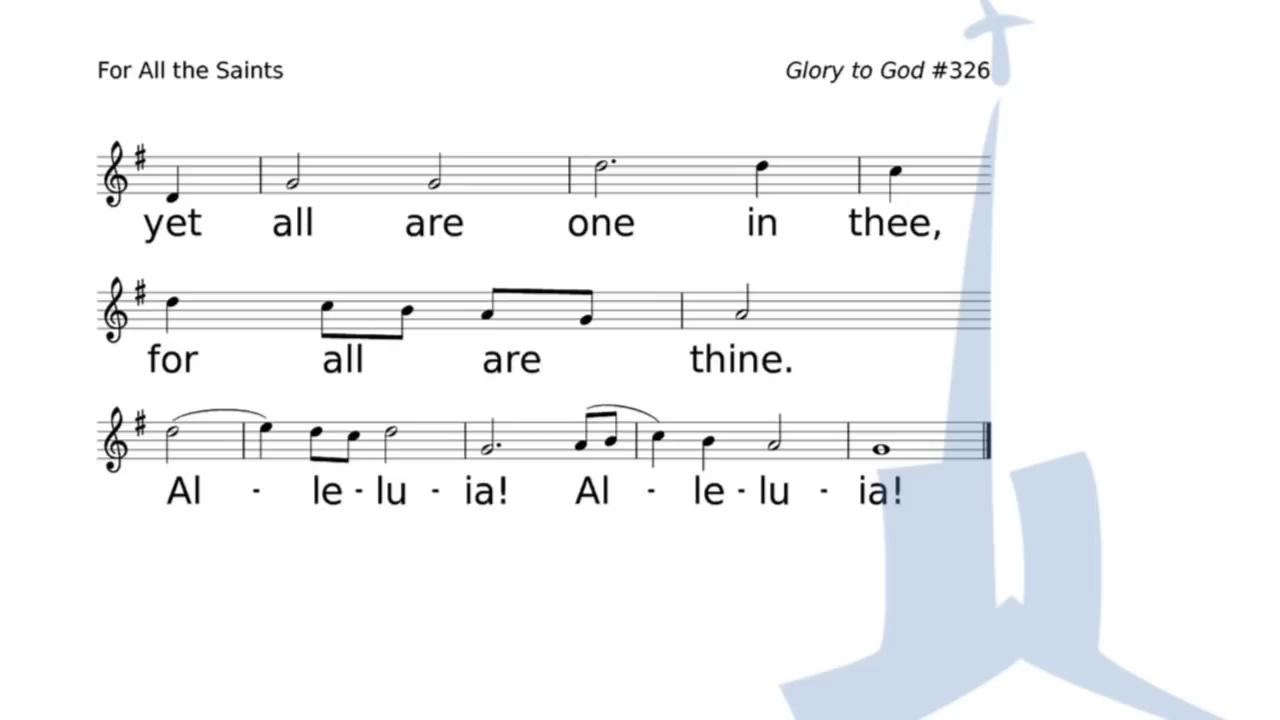 For All the Saints
Glory to God #326
yet all are one in thee,
for all are thine.
Al - le - lu - ia! Al - le - lu - ia!